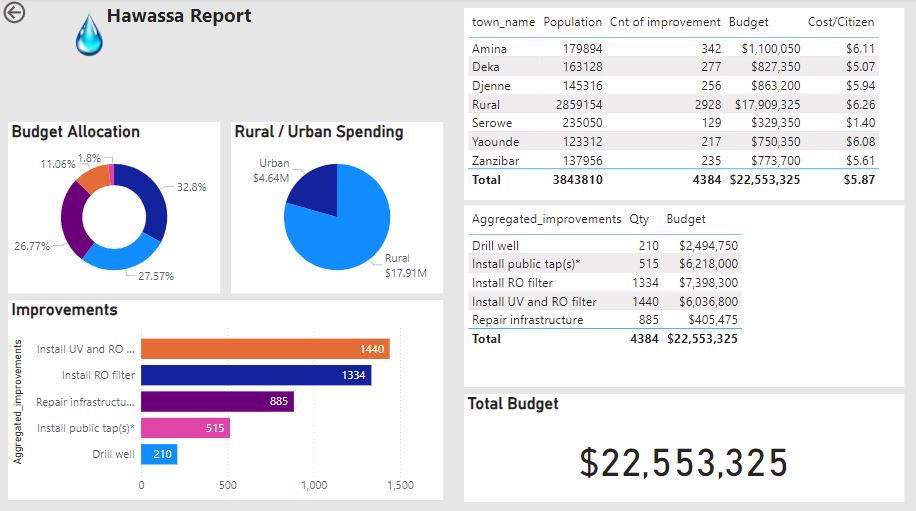 Hawassa Report
Budget Allocation
1.8%
11.06%
32.8%
26.77%
27.57%
Rural / Urban Spending
Urban
$4.64M
Rural
$17.91M
Improvements
Aggregated_improvements
Install UV and RO ... 1440
Install RO filter 1334
Repair infrastructu... 885
Install public tap(s)* 515
Drill well 210
0 500 1,000 1,500
town_name Population Cnt of improvement Budget Cost/Citizen
Amina 179894 342 $1,100,050 $6.11
Deka 163128 277 $827,350 $5.07
Djenne 145316 256 $863,200 $5.94
Rural 2859154 2928 $17,909,325 $6.26
Serowe 235050 129 $329,350 $1.40
Yaounde 123312 217 $750,350 $6.08
Zanzibar 137956 235 $773,700 $5.61
Total 3843810 4384 $22,553,325 $5.87
Aggregated_improvements Qty Budget
Drill well 210 $2,494,750
Install public tap(s)* 515 $6,218,000
Install RO filter 1334 $7,398,300
Install UV and RO filter 1440 $6,036,800
Repair infrastructure 885 $405,475
Total 4384 $22,553,325
Total Budget
$22,553,325